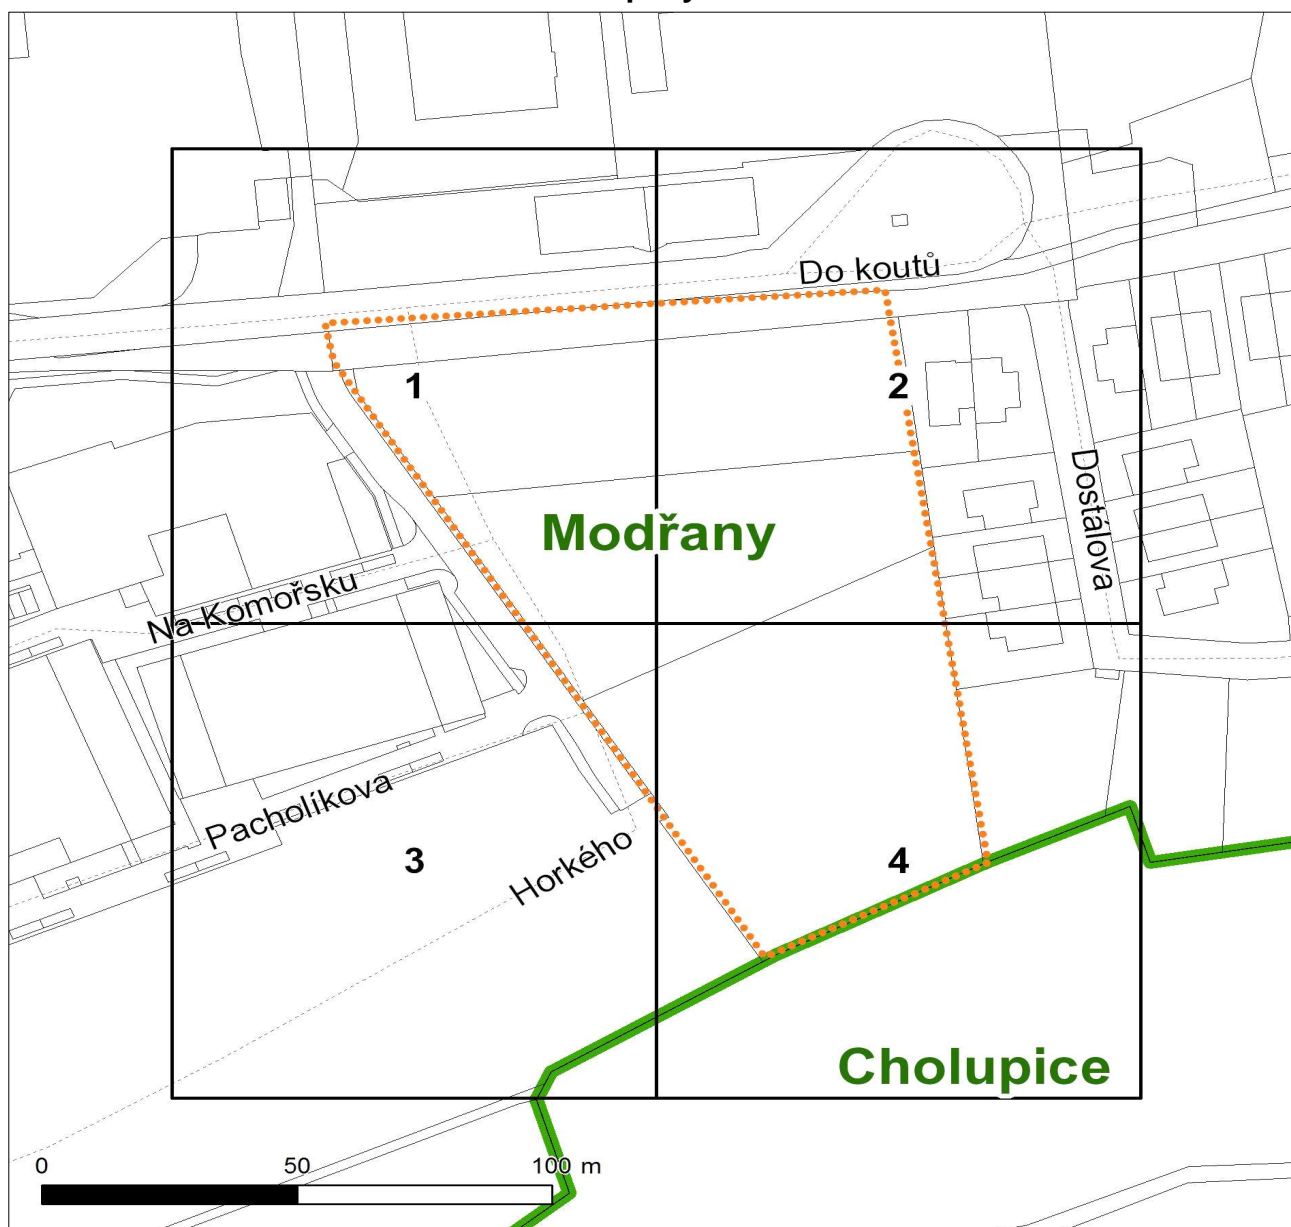 Do koutů
1
2
Dostálova
Modřany
Na Komořsku
Pacholíkova
3
Horkého
4
Cholupice
0 50 100 m